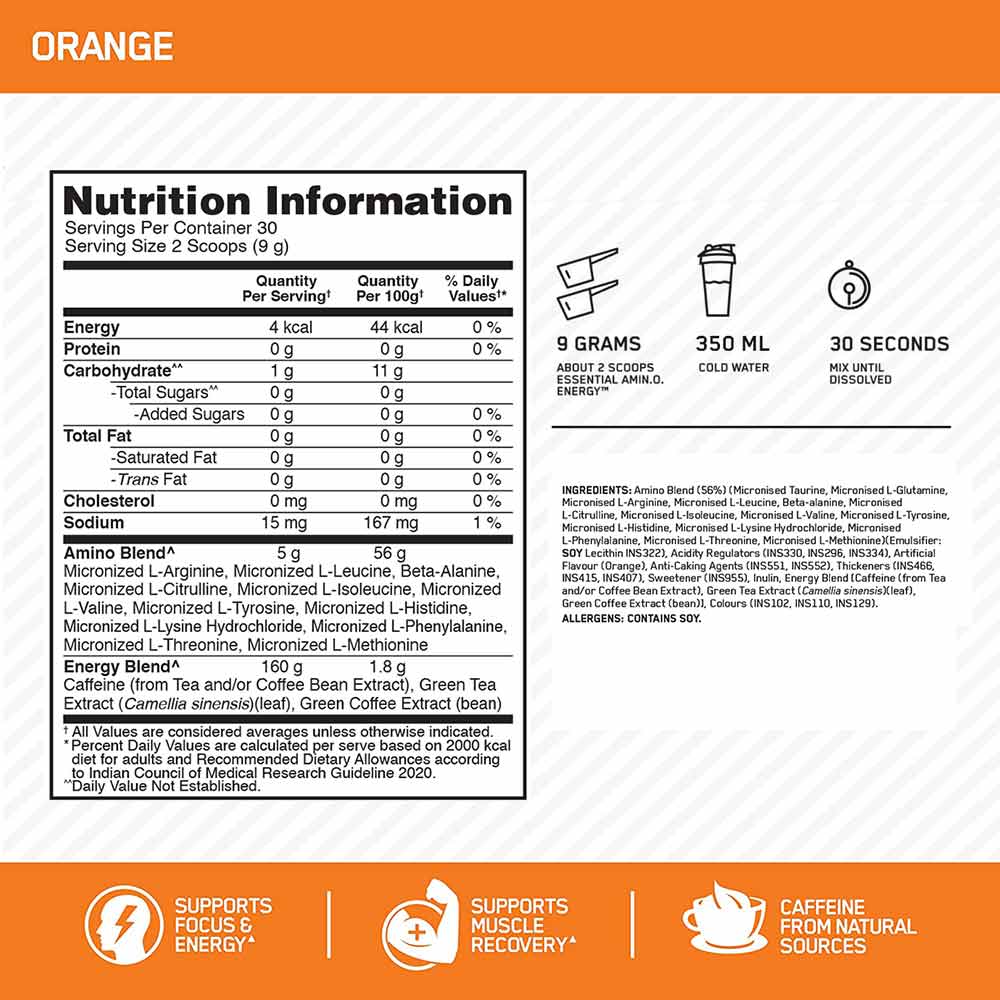 ORANGE
Nutrition Information
Servings Per Container 30
Serving Size 2 Scoops (9 g)
Quantity Per Serving† Quantity Per 100g† % Daily Values†*
Energy 4 kcal 44 kcal 0 %
Protein 0 g 0 g 0 %
Carbohydrate^^ 1 g 11 g
-Total Sugars^^ 0 g 0 g
-Added Sugars 0 g 0 g 0 %
Total Fat 0 g 0 g 0 %
-Saturated Fat 0 g 0 g 0 %
-Trans Fat 0 g 0 g 0 %
Cholesterol 0 mg 0 mg 0 %
Sodium 15 mg 167 mg 1 %
Amino Blend^ 5 g 56 g
Micronized L-Arginine, Micronized L-Leucine, Beta-Alanine,
Micronized L-Citrulline, Micronized L-Isoleucine, Micronized
L-Valine, Micronized L-Tyrosine, Micronized L-Histidine,
Micronized L-Lysine Hydrochloride, Micronized L-Phenylalanine,
Micronized L-Threonine, Micronized L-Methionine
Energy Blend^ 160 g 1.8 g
Caffeine (from Tea and/or Coffee Bean Extract), Green Tea
Extract (Camellia sinensis)(leaf), Green Coffee Extract (bean)
† All Values are considered averages unless otherwise indicated.
* Percent Daily Values are calculated per serve based on 2000 kcal
diet for adults and Recommended Dietary Allowances according
to Indian Council of Medical Research Guideline 2020.
^^Daily Value Not Established.
9 GRAMS
ABOUT 2 SCOOPS
ESSENTIAL AMIN.O.
ENERGY™
350 ML
COLD WATER
30 SECONDS
MIX UNTIL
DISSOLVED
INGREDIENTS: Amino Blend (56%) (Micronised Taurine, Micronised L-Glutamine,
Micronised L-Arginine, Micronised L-Leucine, Beta-alanine, Micronised
L-Citrulline, Micronised L-Isoleucine, Micronised L-Valine, Micronised L-Tyrosine,
Micronised L-Histidine, Micronised L-Lysine Hydrochloride, Micronised
L-Phenylalanine, Micronised L-Threonine, Micronised L-Methionine)(Emulsifier:
SOY Lecithin INS322), Acidity Regulators (INS330, INS296, INS334), Artificial
Flavour (Orange), Anti-Caking Agents (INS551, INS552), Thickeners (INS466,
INS415, INS407), Sweetener (INS955), Inulin, Energy Blend [Caffeine (from Tea
and/or Coffee Bean Extract), Green Tea Extract (Camellia sinensis)(leaf),
Green Coffee Extract (bean)], Colours (INS102, INS110, INS129).
ALLERGENS: CONTAINS SOY.
SUPPORTS
FOCUS &
ENERGY▲
SUPPORTS
MUSCLE
RECOVERY▲
CAFFEINE
FROM NATURAL
SOURCES